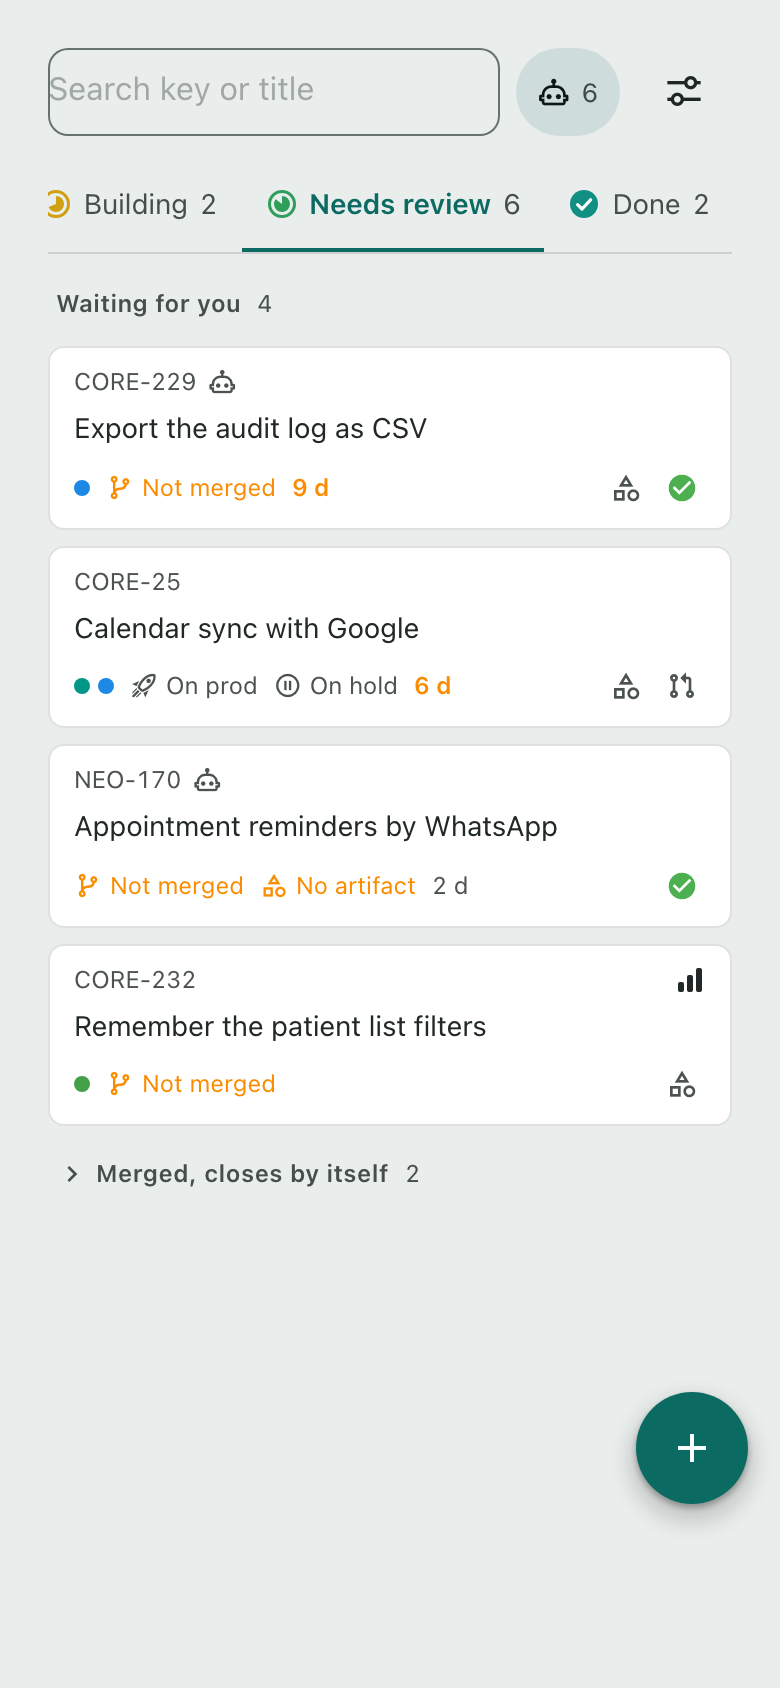 Search key or title
6
Building 2
Needs review 6
Done 2
Waiting for you 4
CORE-229
Export the audit log as CSV
Not merged 9 d
CORE-25
Calendar sync with Google
On prod On hold 6 d
NEO-170
Appointment reminders by WhatsApp
Not merged No artifact 2 d
CORE-232
Remember the patient list filters
Not merged
Merged, closes by itself 2